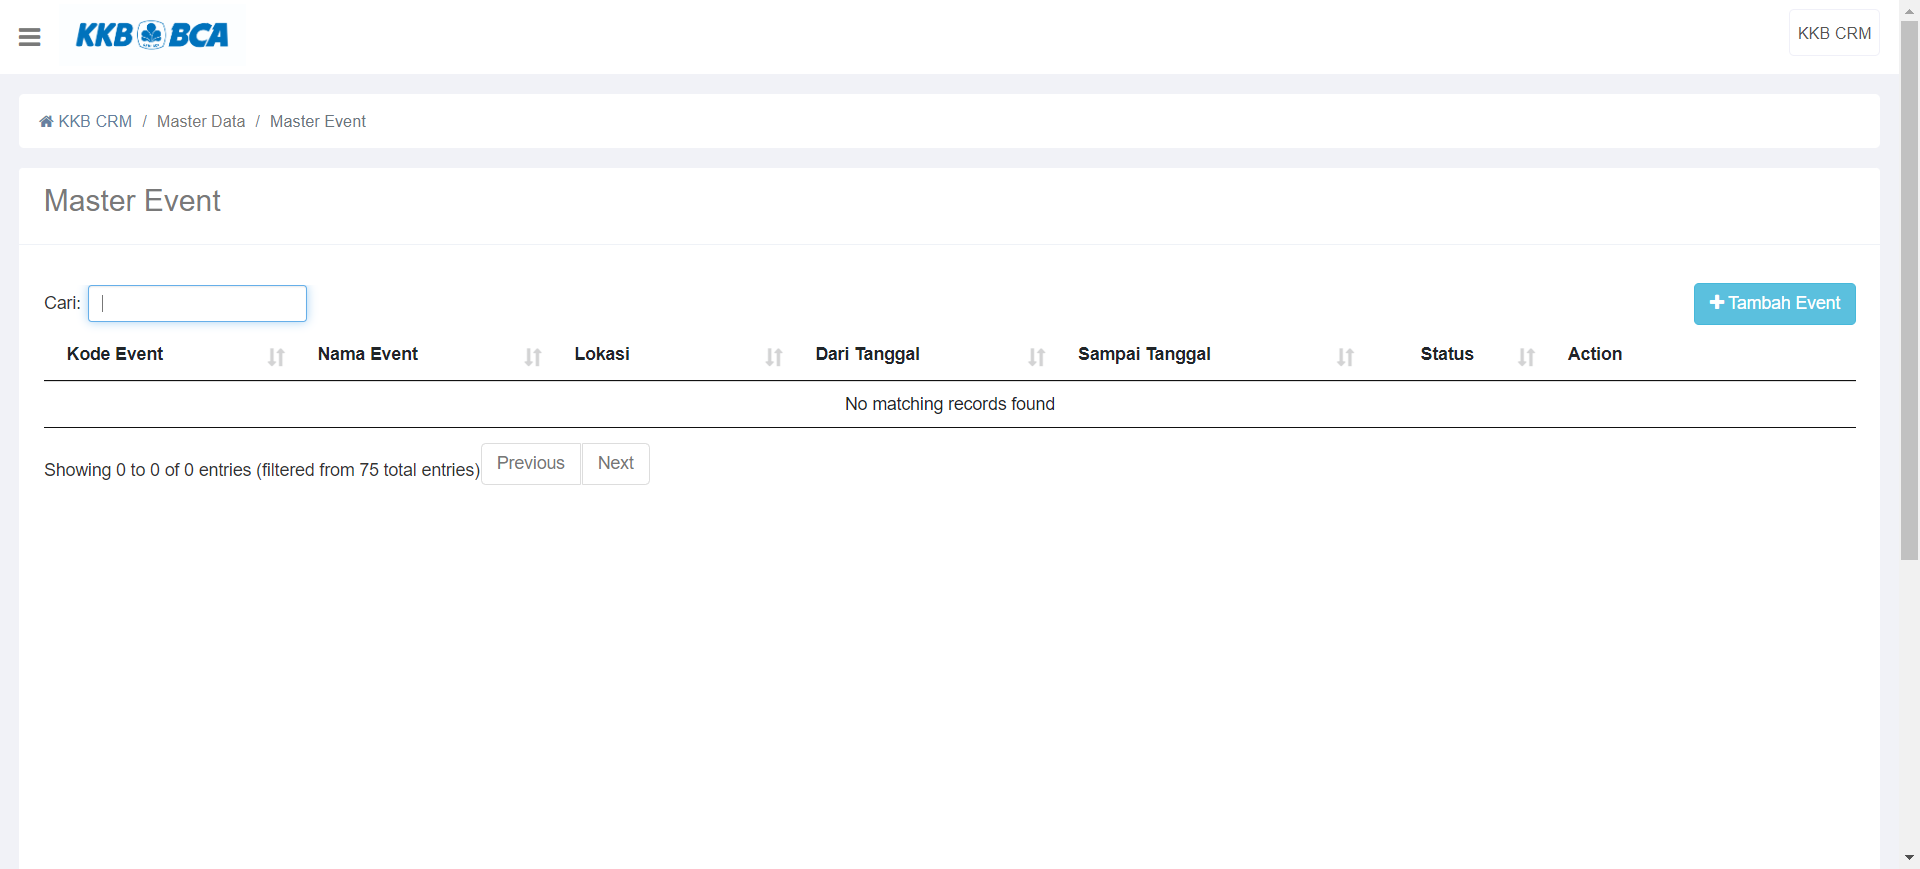 KKB BCA
KKB CRM
KKB CRM / Master Data / Master Event
Master Event
Cari:
Tambah Event
Kode Event Nama Event Lokasi Dari Tanggal Sampai Tanggal Status Action
No matching records found
Showing 0 to 0 of 0 entries (filtered from 75 total entries) Previous Next